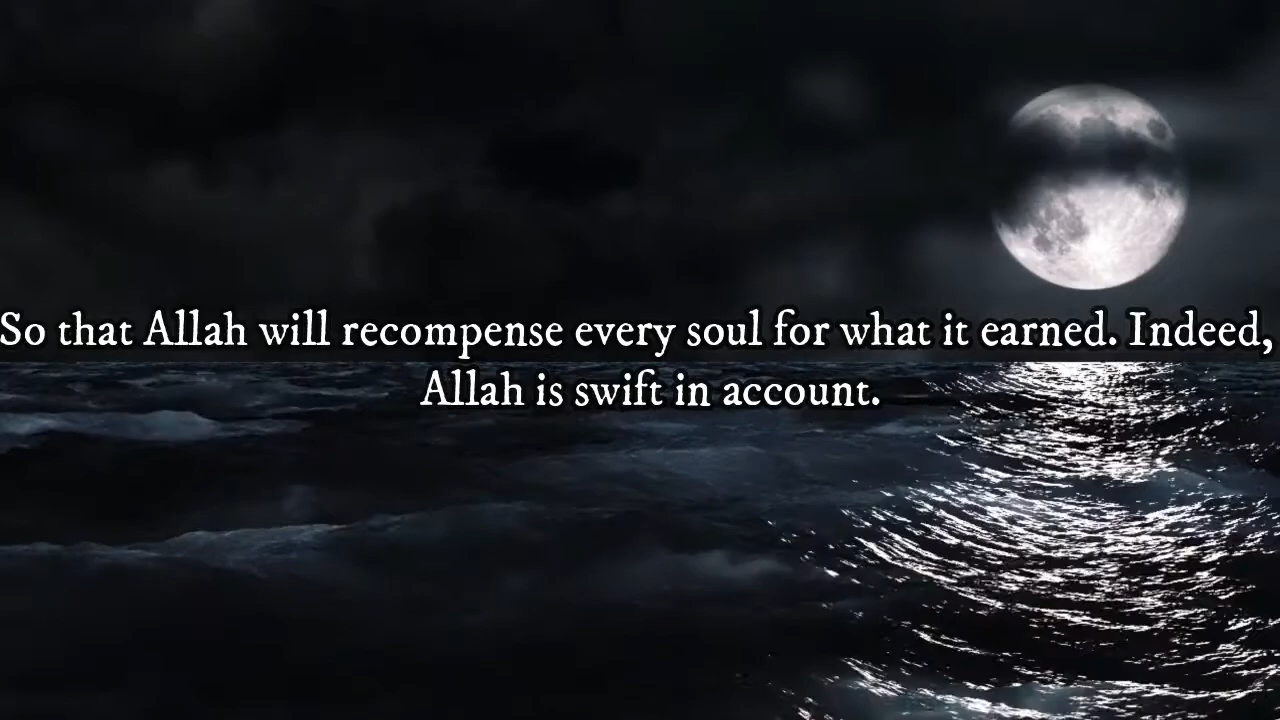 So that Allah will recompense every soul for what it earned. Indeed,
Allah is swift in account.